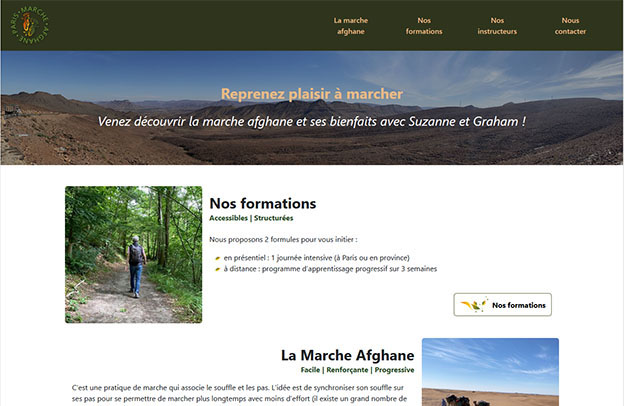 PARIS • MARCHE • AFGHANE •
La marche
afghane
Nos
formations
Nos
instructeurs
Nous
contacter
Reprenez plaisir à marcher
Venez découvrir la marche afghane et ses bienfaits avec Suzanne et Graham !
Nos formations
Accessibles | Structurées
Nous proposons 2 formules pour vous initier :
en présentiel : 1 journée intensive (à Paris ou en province)
à distance : programme d'apprentissage progressif sur 3 semaines
Nos formations
La Marche Afghane
Facile | Renforçante | Progressive
C'est une pratique de marche qui associe le souffle et les pas. L'idée est de synchroniser son souffle sur
ses pas pour se permettre de marcher plus longtemps avec moins d'effort (il existe un grand nombre de